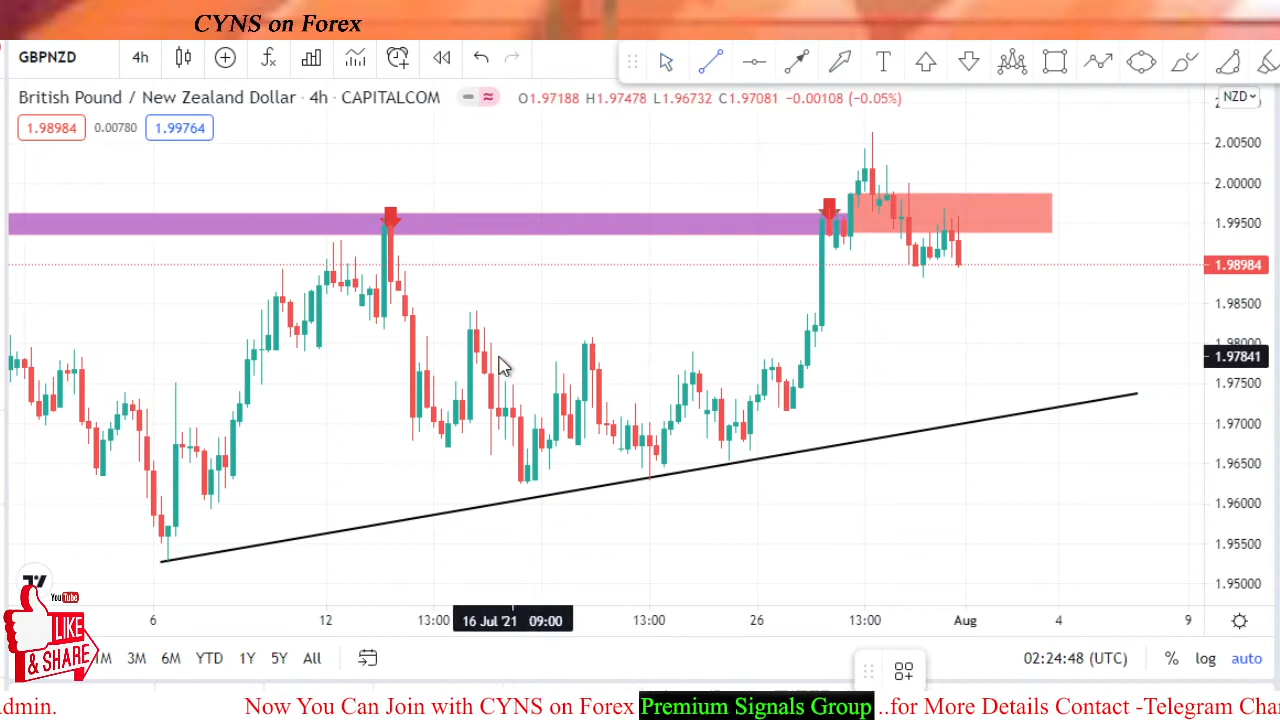 CYNS on Forex
GBPNZD 4h
British Pound / New Zealand Dollar · 4h · CAPITALCOM O1.97188 H1.97478 L1.96732 C1.97081 −0.00108 (−0.05%)
NZD
1.98984 0.00780 1.99764
2.00500
2.00000
1.99500
1.98984
1.98500
1.98000
1.97841
1.97500
1.97000
1.96500
1.96000
1.95500
1.95000
6 12 13:00 16 Jul '21 09:00 13:00 26 13:00 Aug 4 9
YouTube
LIKE
& SHARE
1M 3M 6M YTD 1Y 5Y All 02:24:48 (UTC) % log auto
dmin. Now You Can Join with CYNS on Forex Premium Signals Group ..for More Details Contact -Telegram Cha